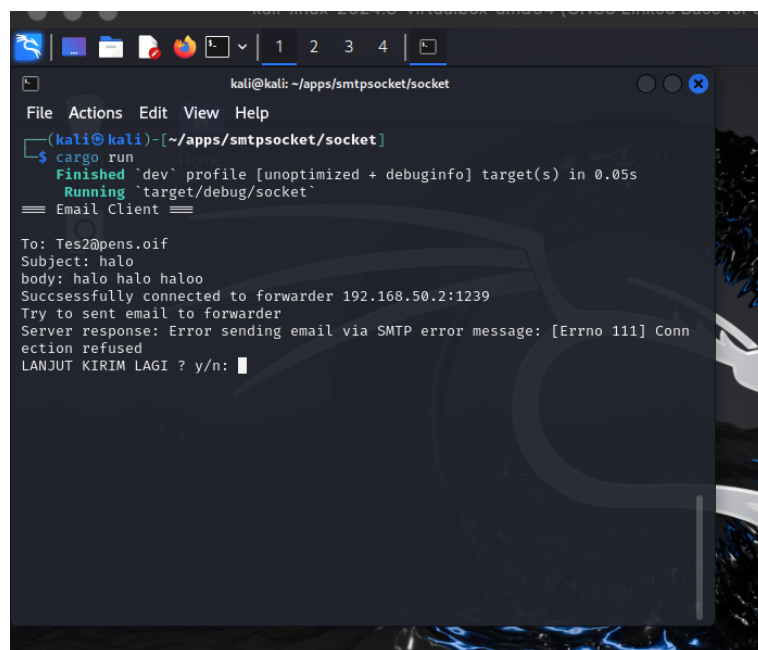 1 2 3 4
kali@kali: ~/apps/smtpsocket/socket
File Actions Edit View Help
┌──(kali㉿kali)-[~/apps/smtpsocket/socket]
└─$ cargo run
Finished `dev` profile [unoptimized + debuginfo] target(s) in 0.05s
Running `target/debug/socket`
=== Email Client ===
To: Tes2@pens.oif
Subject: halo
body: halo halo haloo
Succsessfully connected to forwarder 192.168.50.2:1239
Try to sent email to forwarder
Server response: Error sending email via SMTP error message: [Errno 111] Conn
ection refused
LANJUT KIRIM LAGI ? y/n: